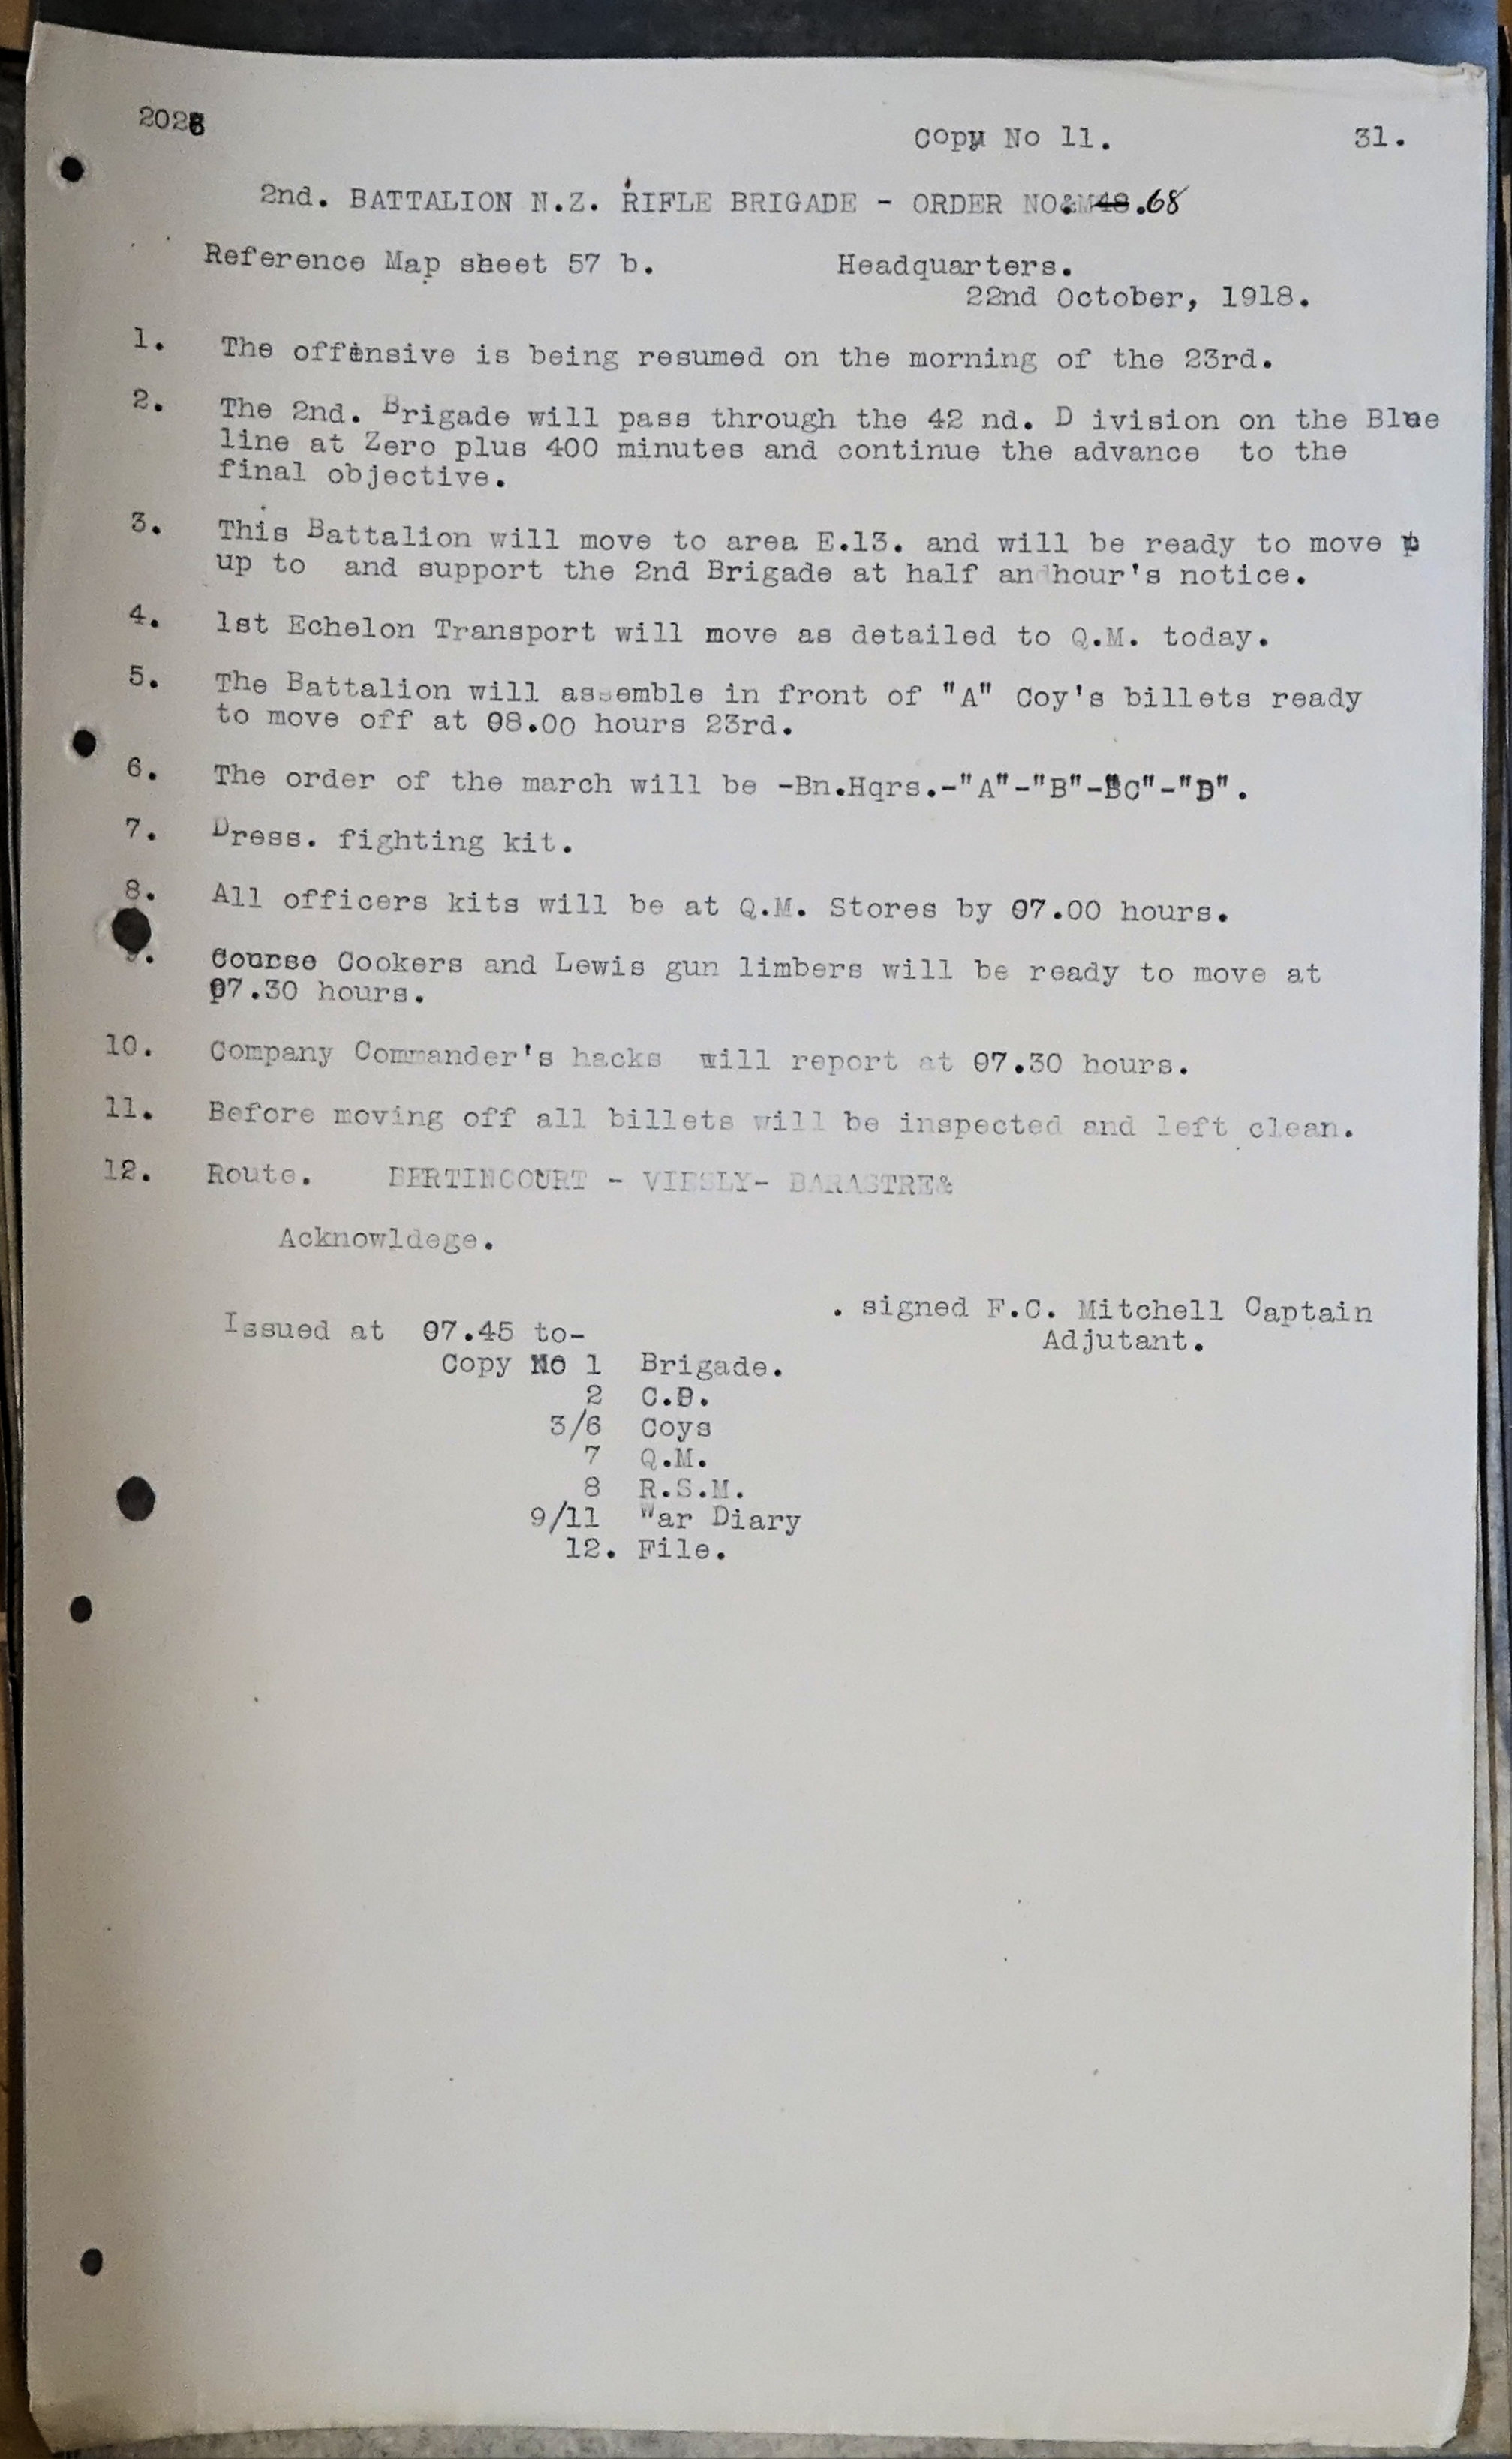 2026
Copy No 11. 31.
2nd. BATTALION N.Z. RIFLE BRIGADE - ORDER NO. 48 .68
Reference Map sheet 57 b. Headquarters.
22nd October, 1918.
1. The offensive is being resumed on the morning of the 23rd.
2. The 2nd. Brigade will pass through the 42 nd. D ivision on the Blue
line at Zero plus 400 minutes and continue the advance to the
final objective.
3. This Battalion will move to area E.13. and will be ready to move
up to and support the 2nd Brigade at half an hour's notice.
4. 1st Echelon Transport will move as detailed to Q.M. today.
5. The Battalion will assemble in front of "A" Coy's billets ready
to move off at 08.00 hours 23rd.
6. The order of the march will be -Bn.Hqrs.-"A"-"B"-"C"-"D".
7. Dress. fighting kit.
8. All officers kits will be at Q.M. Stores by 07.00 hours.
9. Course Cookers and Lewis gun limbers will be ready to move at
07.30 hours.
10. Company Commander's hacks will report at 07.30 hours.
11. Before moving off all billets will be inspected and left clean.
12. Route. BERTINCOURT - VIESLY- BARASTRE&
Acknowldege.
. signed F.C. Mitchell Captain
Adjutant.
Issued at 07.45 to-
Copy No 1 Brigade.
2 C.O.
3/6 Coys
7 Q.M.
8 R.S.M.
9/11 War Diary
12. File.